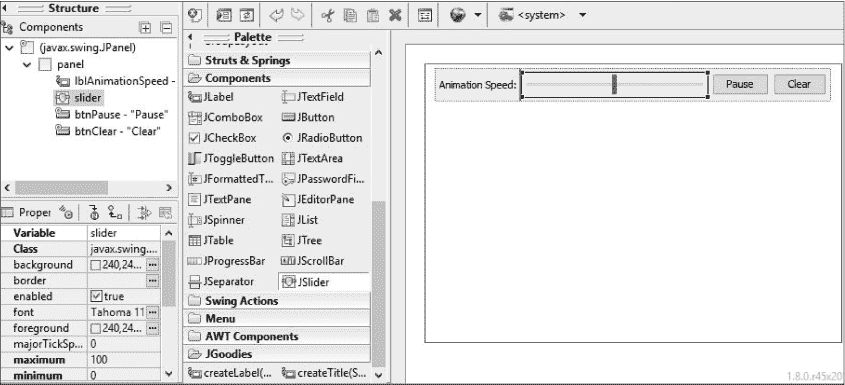 Structure
Components
(javax.swing.JPanel)
panel
lblAnimationSpeed -
slider
btnPause - "Pause"
btnClear - "Clear"
Proper
Variable slider
Class javax.swing....
background 240,24...
border
enabled true
font Tahoma 11
foreground 240,24...
majorTickSp... 0
maximum 100
minimum 0
<system>
Palette
Struts & Springs
Components
JLabel JTextField
JComboBox JButton
JCheckBox JRadioButton
JToggleButton JTextArea
JFormattedT... JPasswordFi...
JTextPane JEditorPane
JSpinner JList
JTable JTree
JProgressBar JScrollBar
JSeparator JSlider
Swing Actions
Menu
AWT Components
JGoodies
createLabel(... createTitle(S...
Animation Speed: Pause Clear
1.8.0.r45x20